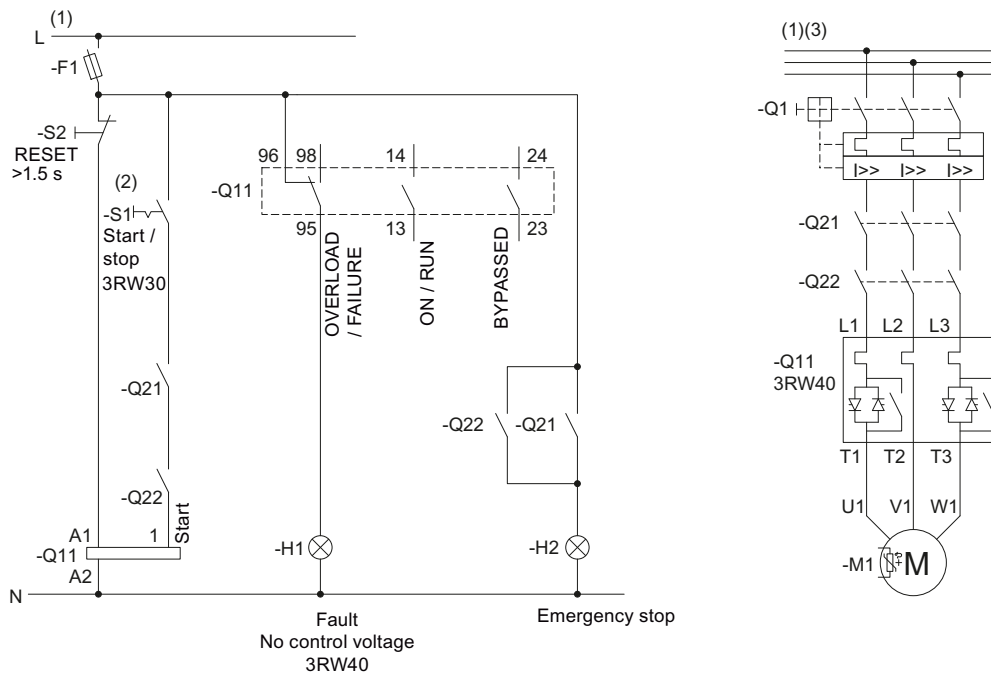 (1)
L
-F1
-S2
RESET
>1.5 s
(2)
-S1
Start /
stop
3RW30
-Q21
-Q22
Start
A1
1
-Q11
A2
N
96
98
14
24
-Q11
95
13
23
OVERLOAD
/ FAILURE
ON / RUN
BYPASSED
-Q22
-Q21
-H1
-H2
Fault
No control voltage
3RW40
Emergency stop
(1)(3)
-Q1
I>>
I>>
I>>
-Q21
-Q22
L1
L2
L3
-Q11
3RW40
T1
T2
T3
U1
V1
W1
-M1
M